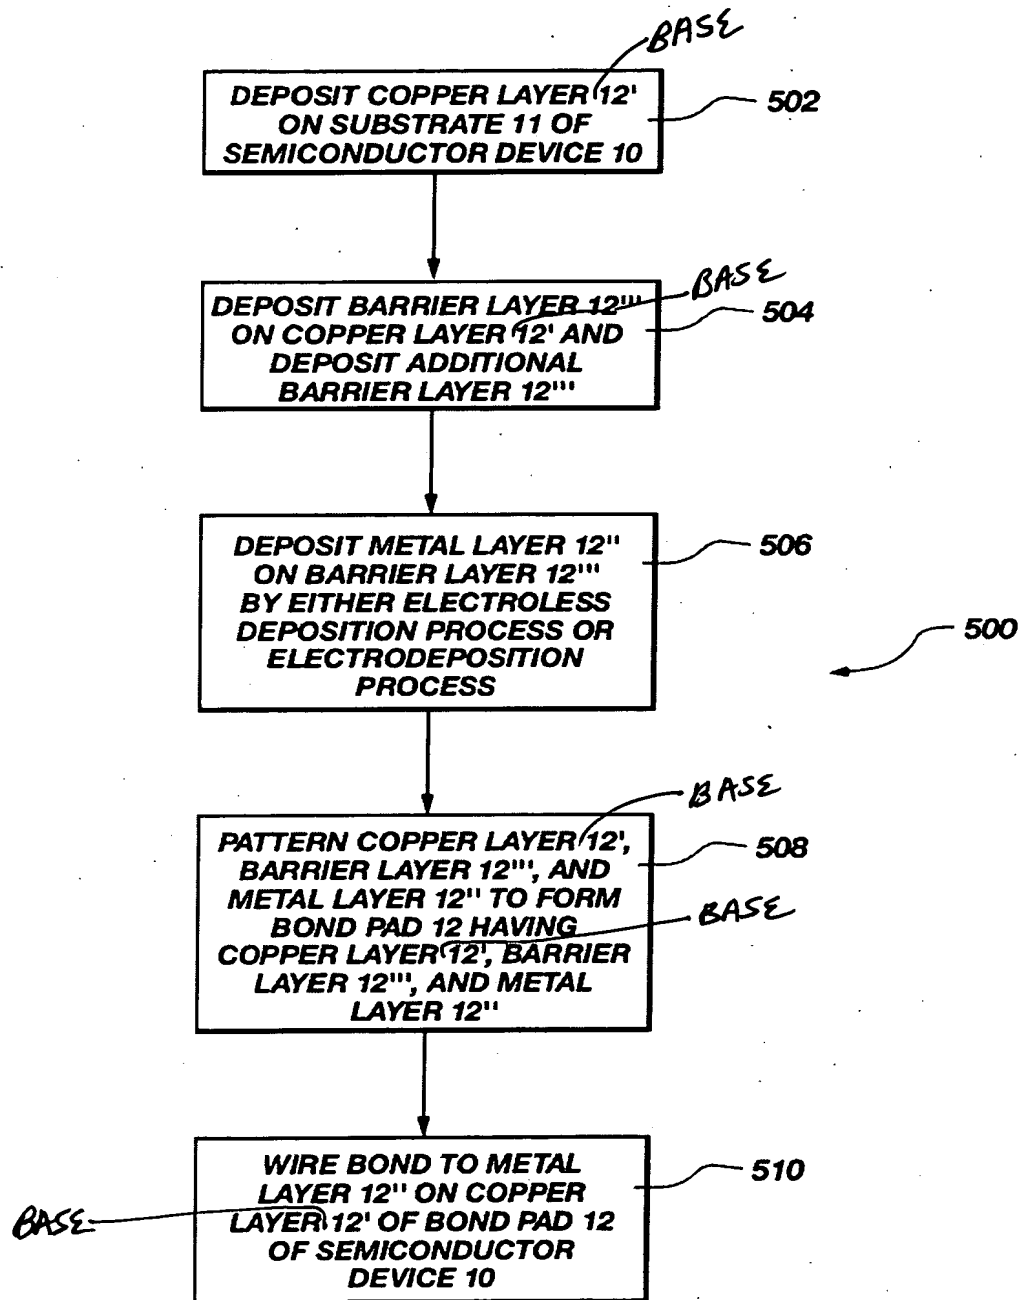 BASE
DEPOSIT COPPER LAYER 12'
ON SUBSTRATE 11 OF
SEMICONDUCTOR DEVICE 10
502
BASE
DEPOSIT BARRIER LAYER 12'''
ON COPPER LAYER 12' AND
DEPOSIT ADDITIONAL
BARRIER LAYER 12'''
504
DEPOSIT METAL LAYER 12''
ON BARRIER LAYER 12'''
BY EITHER ELECTROLESS
DEPOSITION PROCESS OR
ELECTRODEPOSITION
PROCESS
506
500
BASE
PATTERN COPPER LAYER 12',
BARRIER LAYER 12''', AND
METAL LAYER 12'' TO FORM
BOND PAD 12 HAVING
COPPER LAYER 12', BARRIER
LAYER 12''', AND METAL
LAYER 12''
508
BASE
WIRE BOND TO METAL
LAYER 12'' ON COPPER
LAYER 12' OF BOND PAD 12
OF SEMICONDUCTOR
DEVICE 10
510
BASE